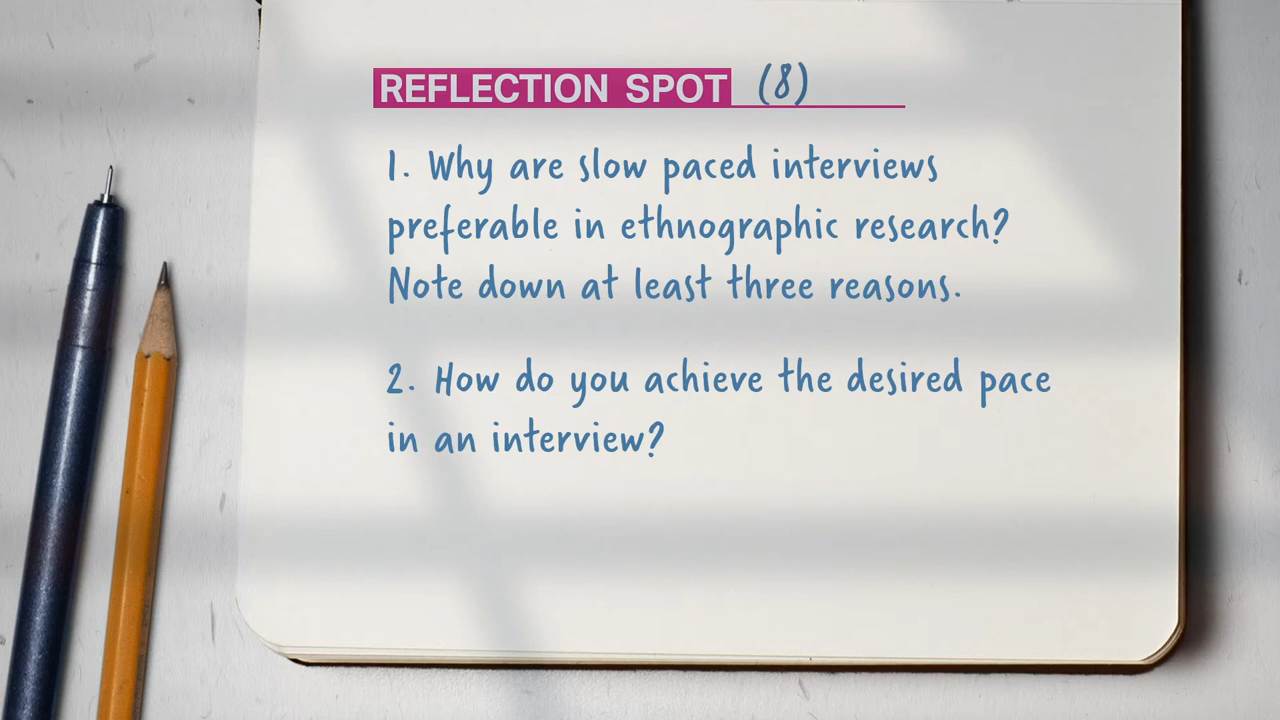 REFLECTION SPOT (8)
1. Why are slow paced interviews
preferable in ethnographic research?
Note down at least three reasons.
2. How do you achieve the desired pace
in an interview?